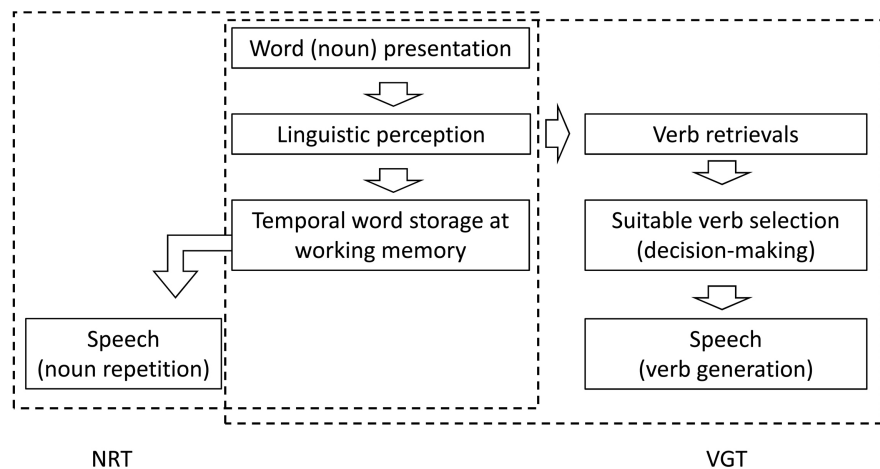 Word (noun) presentation
Linguistic perception
Verb retrievals
Temporal word storage at
working memory
Suitable verb selection
(decision-making)
Speech
(noun repetition)
Speech
(verb generation)
NRT
VGT